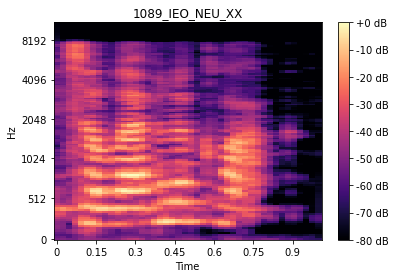 1089_IEO_NEU_XX
+0 dB
8192
-10 dB
4096
-20 dB
-30 dB
2048
Hz
-40 dB
1024
-50 dB
512
-60 dB
-70 dB
0
-80 dB
0 0.15 0.3 0.45 0.6 0.75 0.9
Time